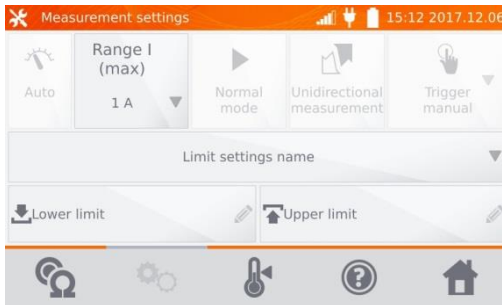 Measurement settings 15:12 2017.12.06
Range I
(max)
1 A
Auto
Normal
mode
Unidirectional
measurement
Trigger
manual
Limit settings name
Lower limit
Upper limit